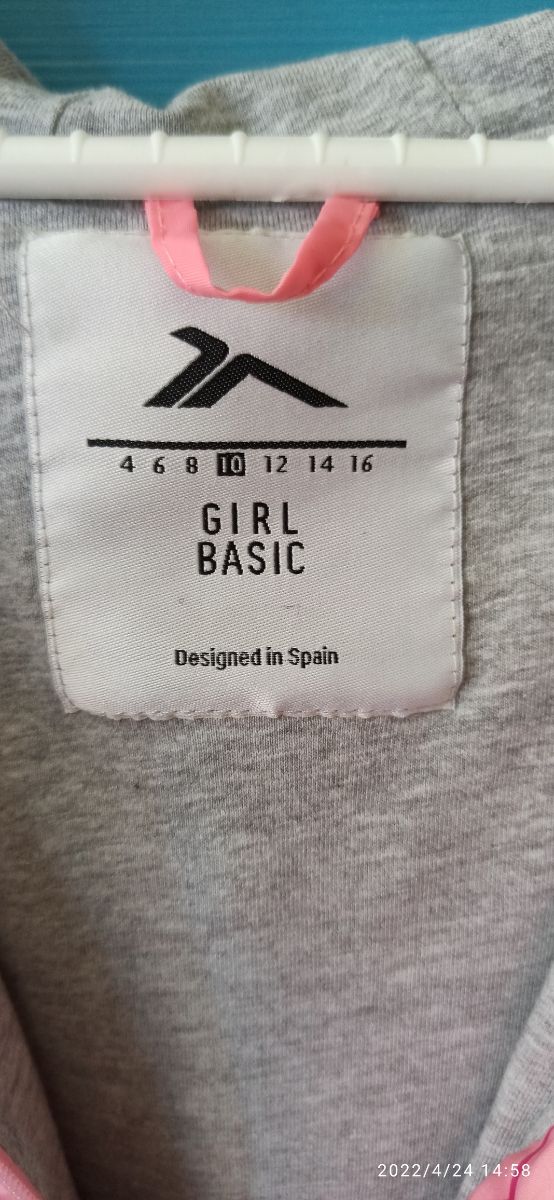 4 6 8 10 12 14 16
GIRL
BASIC
Designed in Spain
2022/4/24 14:58